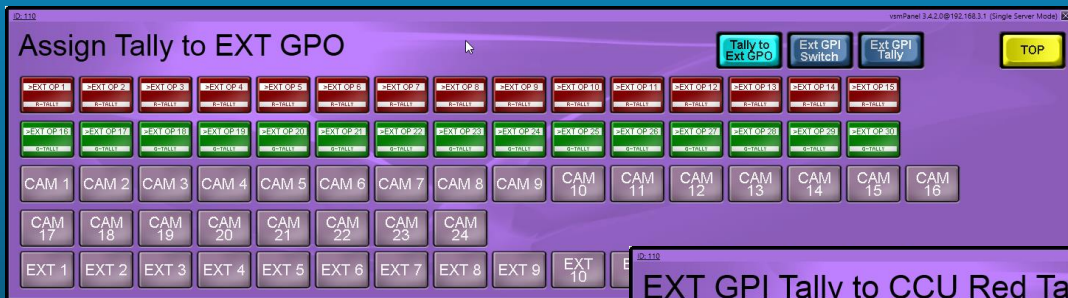 ID: 110 vsmPanel 3.4.2.0@192.168.3.1 (Single Server Mode)
Assign Tally to EXT GPO
Tally to
Ext GPO
Ext GPI
Switch
Ext GPI
Tally
TOP
>EXT OP 1 >EXT OP 2 >EXT OP 3 >EXT OP 4 >EXT OP 5 >EXT OP 6 >EXT OP 7 >EXT OP 8 >EXT OP 9 >EXT OP 10 >EXT OP 11 >EXT OP 12 >EXT OP 13 >EXT OP 14 >EXT OP 15
R-TALLY R-TALLY R-TALLY R-TALLY R-TALLY R-TALLY R-TALLY R-TALLY R-TALLY R-TALLY R-TALLY R-TALLY R-TALLY R-TALLY R-TALLY
>EXT OP 16 >EXT OP 17 >EXT OP 18 >EXT OP 19 >EXT OP 20 >EXT OP 21 >EXT OP 22 >EXT OP 23 >EXT OP 24 >EXT OP 25 >EXT OP 26 >EXT OP 27 >EXT OP 28 >EXT OP 29 >EXT OP 30
G-TALLY G-TALLY G-TALLY G-TALLY G-TALLY G-TALLY G-TALLY G-TALLY G-TALLY G-TALLY G-TALLY G-TALLY G-TALLY G-TALLY G-TALLY
CAM 1 CAM 2 CAM 3 CAM 4 CAM 5 CAM 6 CAM 7 CAM 8 CAM 9 CAM 10 CAM 11 CAM 12 CAM 13 CAM 14 CAM 15 CAM 16
CAM 17 CAM 18 CAM 19 CAM 20 CAM 21 CAM 22 CAM 23 CAM 24
EXT 1 EXT 2 EXT 3 EXT 4 EXT 5 EXT 6 EXT 7 EXT 8 EXT 9 EXT 10
ID: 110
EXT GPI Tally to CCU Red